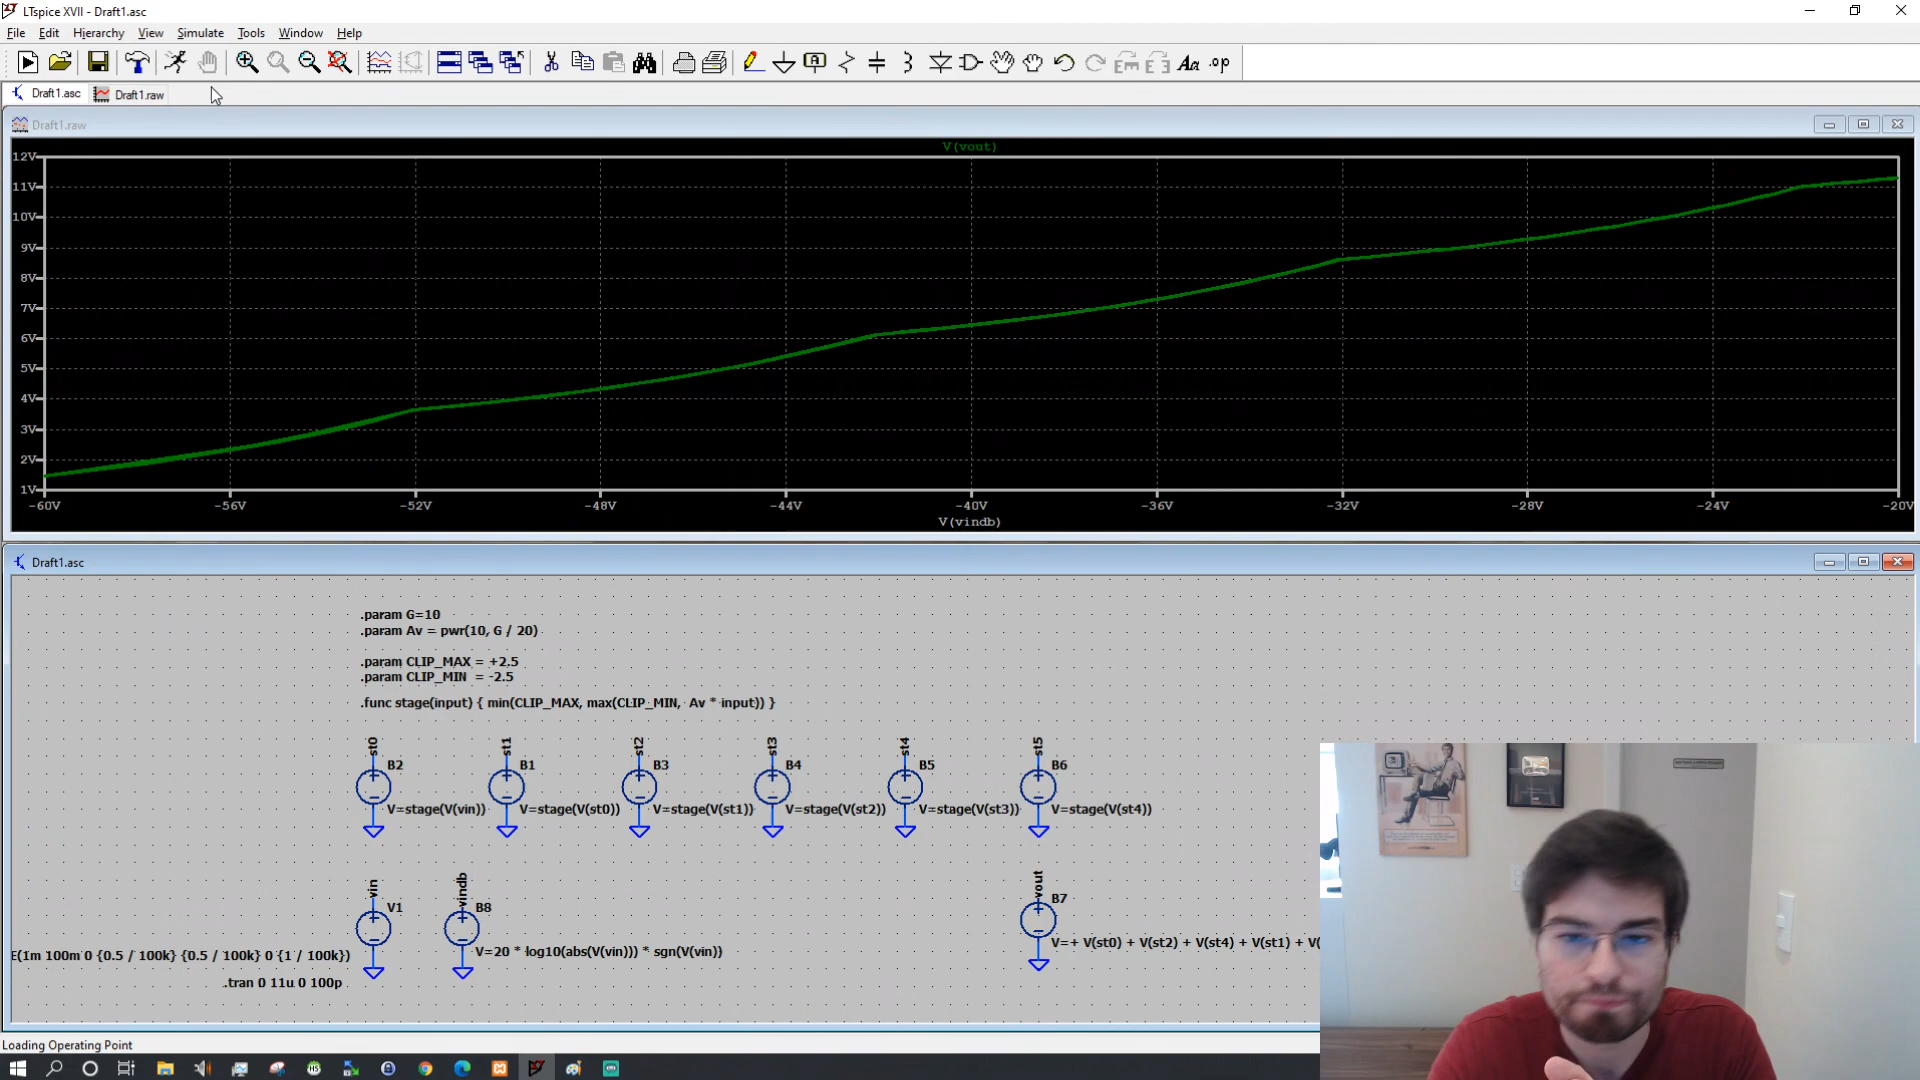 LTspice XVII - Draft1.asc
File Edit Hierarchy View Simulate Tools Window Help
Draft1.asc Draft1.raw
Draft1.raw
V(vout)
12V
11V
10V
9V
8V
7V
6V
5V
4V
3V
2V
1V
-60V -56V -52V -48V -44V -40V -36V -32V -28V -24V -20V
V(vindb)
Draft1.asc
.param G=10
.param Av = pwr(10, G / 20)
.param CLIP_MAX = +2.5
.param CLIP_MIN = -2.5
.func stage(input) { min(CLIP_MAX, max(CLIP_MIN, Av * input)) }
st0 st1 st2 st3 st4 st5
B2 B1 B3 B4 B5 B6
V=stage(V(vin)) V=stage(V(st0)) V=stage(V(st1)) V=stage(V(st2)) V=stage(V(st3)) V=stage(V(st4))
vin vindb vout
V1 B8 B7
E(1m 100m 0 {0.5 / 100k} {0.5 / 100k} 0 {1 / 100k}) V=20 * log10(abs(V(vin))) * sgn(V(vin)) V=+ V(st0) + V(st2) + V(st4) + V(st1) + V(
.tran 0 11u 0 100p
Loading Operating Point